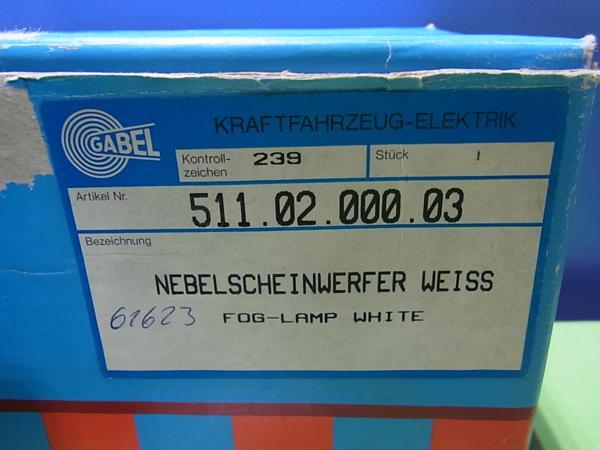 GABEL
KRAFTFAHRZEUG-ELEKTRIK
Kontroll-
zeichen 239
Stück 1
Artikel Nr.
511.02.000.03
Bezeichnung
NEBELSCHEINWERFER WEISS
61623 FOG-LAMP WHITE